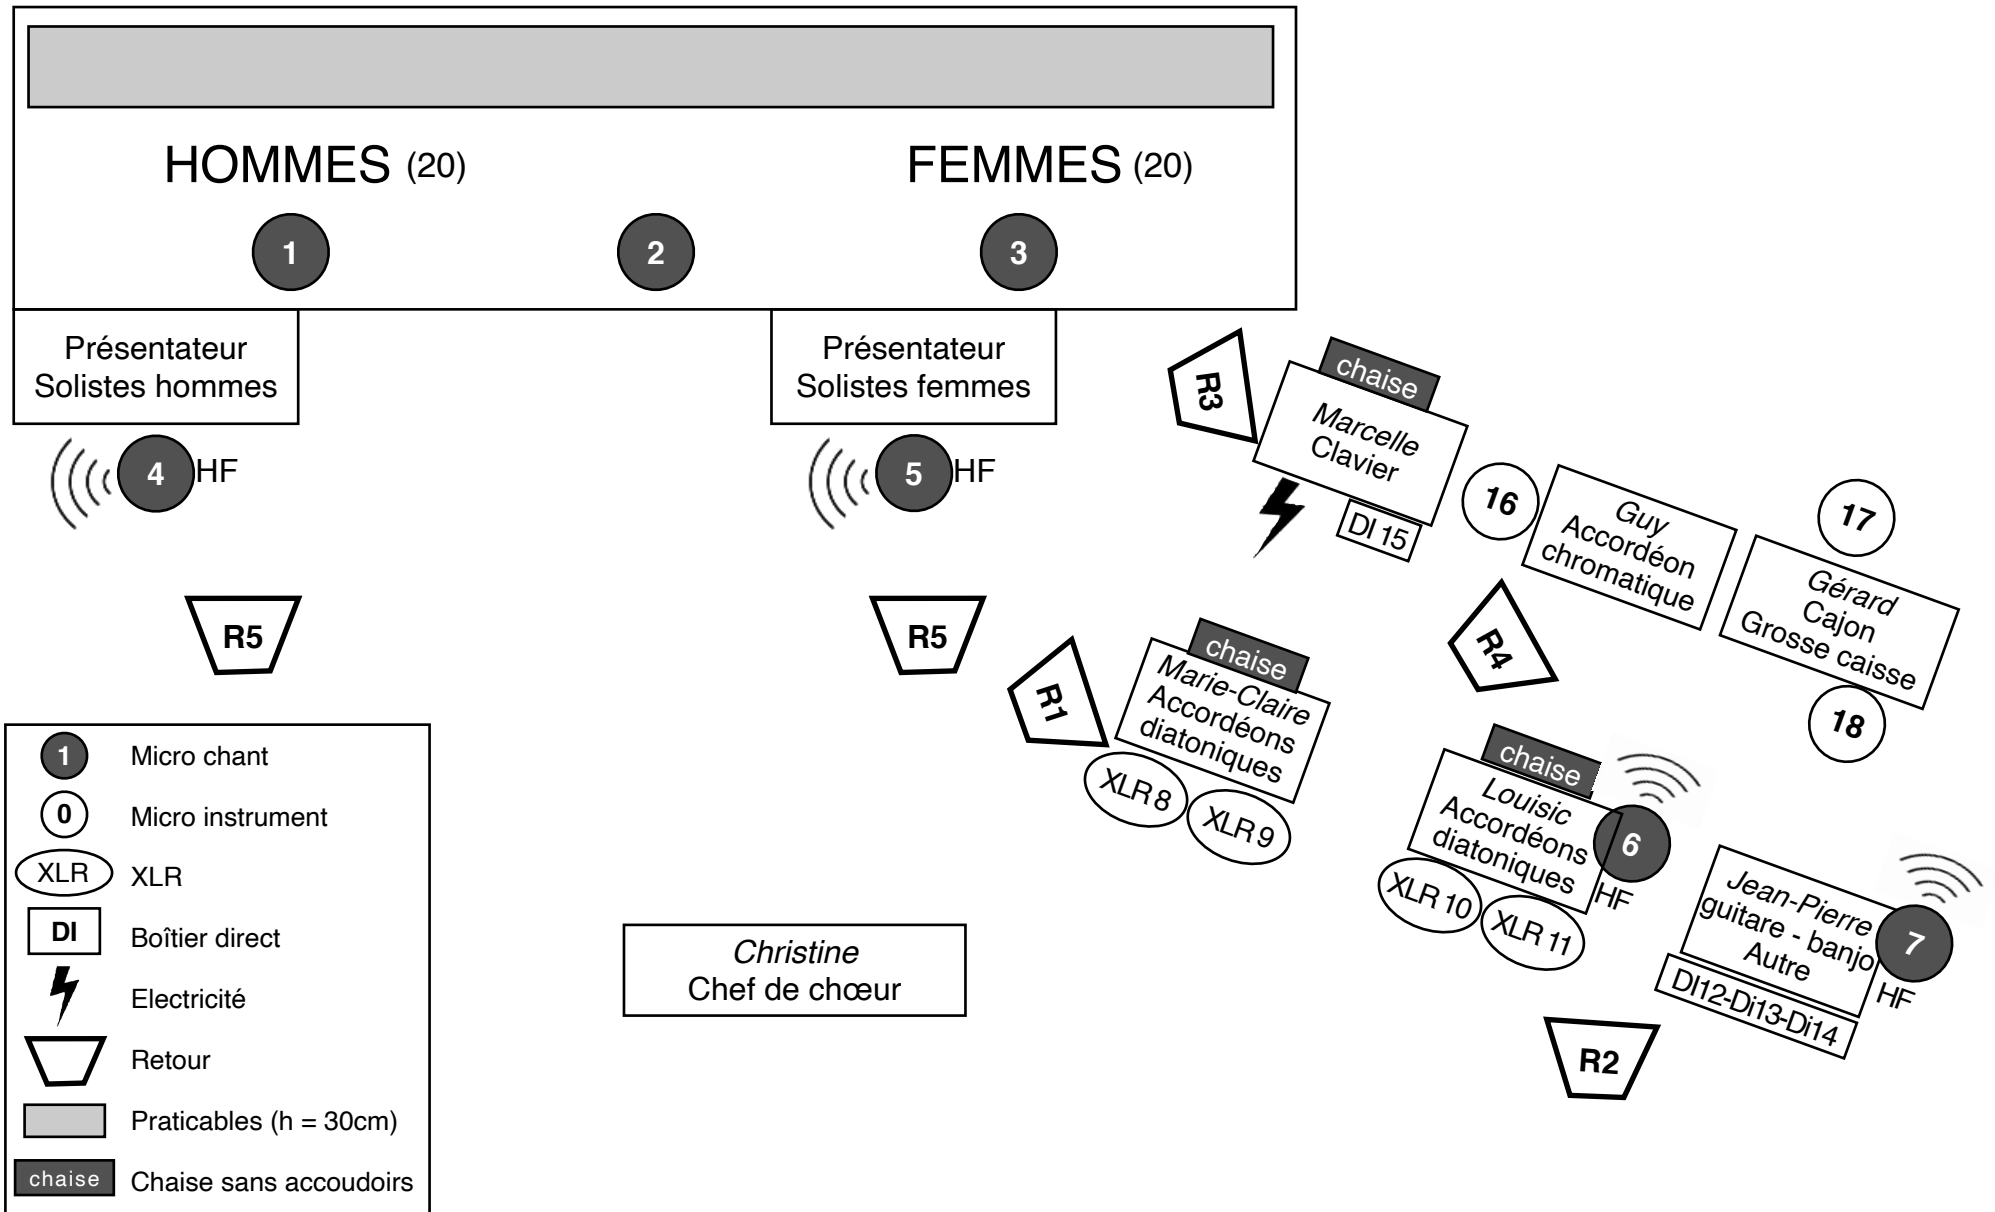 HOMMES (20)
FEMMES (20)
1
2
3
Présentateur
Solistes hommes
Présentateur
Solistes femmes
4
HF
5
HF
R3
chaise
Marcelle
Clavier
DI 15
16
Guy
Accordéon
chromatique
17
Gérard
Cajon
Grosse caisse
18
R5
R5
R1
chaise
Marie-Claire
Accordéons
diatoniques
XLR 8
XLR 9
R4
chaise
Louisic
Accordéons
diatoniques
6
HF
XLR 10
XLR 11
Jean-Pierre
guitare - banjo
Autre
7
HF
DI12-Di13-Di14
R2
Christine
Chef de chœur
1 Micro chant
0 Micro instrument
XLR XLR
DI Boîtier direct
Electricité
Retour
Praticables (h = 30cm)
chaise Chaise sans accoudoirs